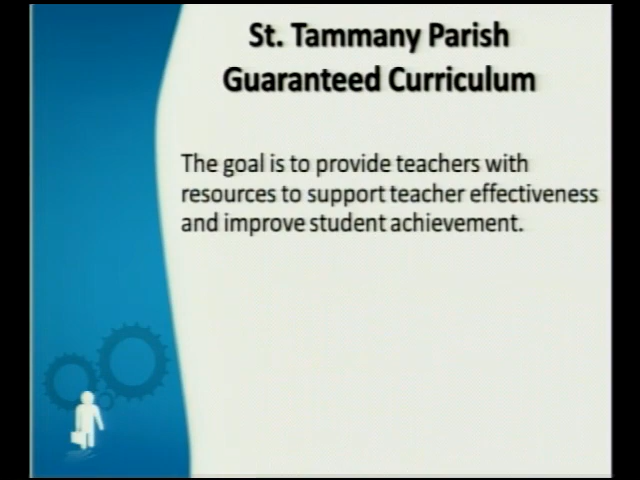 St. Tammany Parish
Guaranteed Curriculum
The goal is to provide teachers with
resources to support teacher effectiveness
and improve student achievement.